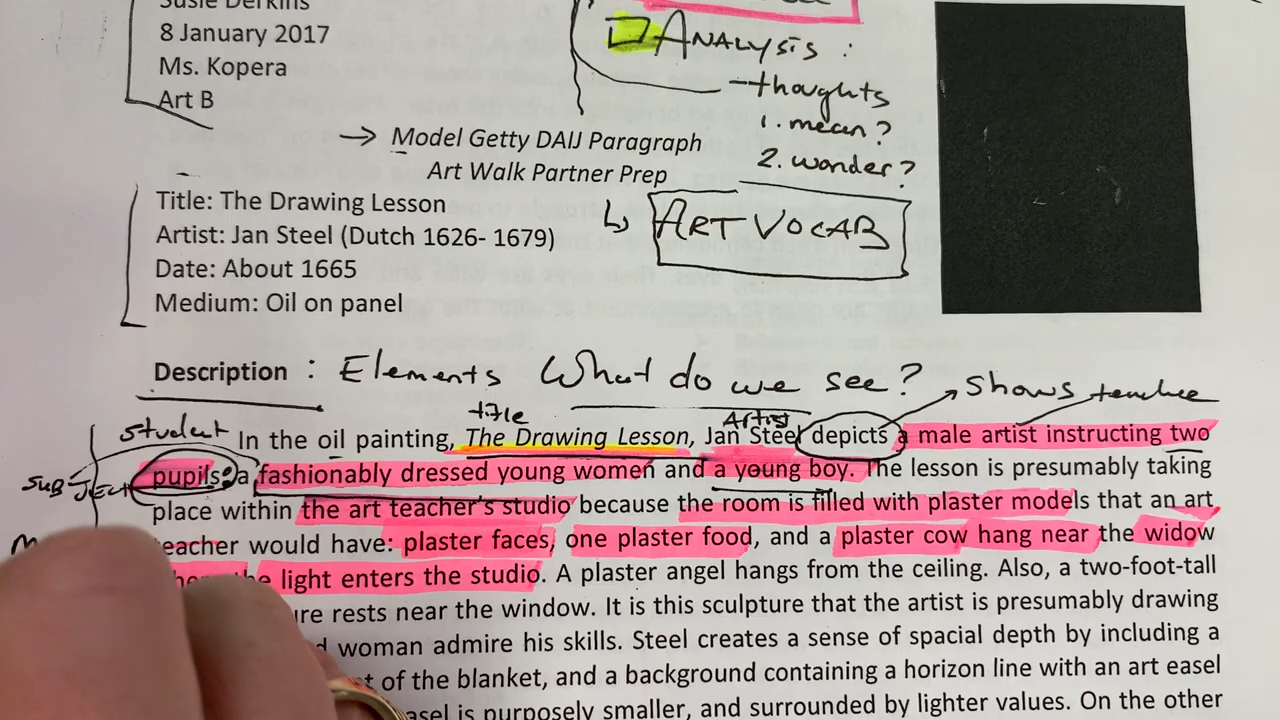 Susie Derkins
8 January 2017
Ms. Kopera
Art B
ANALYSIS :
- thoughts
1. mean?
2. wonder?
→ Model Getty DAIJ Paragraph
Art Walk Partner Prep
ART VOCAB
Title: The Drawing Lesson
Artist: Jan Steel (Dutch 1626- 1679)
Date: About 1665
Medium: Oil on panel
Description : Elements What do we see?
shows teacher
title Artist
student
In the oil painting, The Drawing Lesson, Jan Steel depicts a male artist instructing two
SUBJECT
pupils: a fashionably dressed young women and a young boy. The lesson is presumably taking
place within the art teacher's studio because the room is filled with plaster models that an art
teacher would have: plaster faces, one plaster food, and a plaster cow hang near the widow
the light enters the studio. A plaster angel hangs from the ceiling. Also, a two-foot-tall
rests near the window. It is this sculpture that the artist is presumably drawing
woman admire his skills. Steel creates a sense of spacial depth by including a
of the blanket, and a background containing a horizon line with an art easel
is purposely smaller, and surrounded by lighter values. On the other